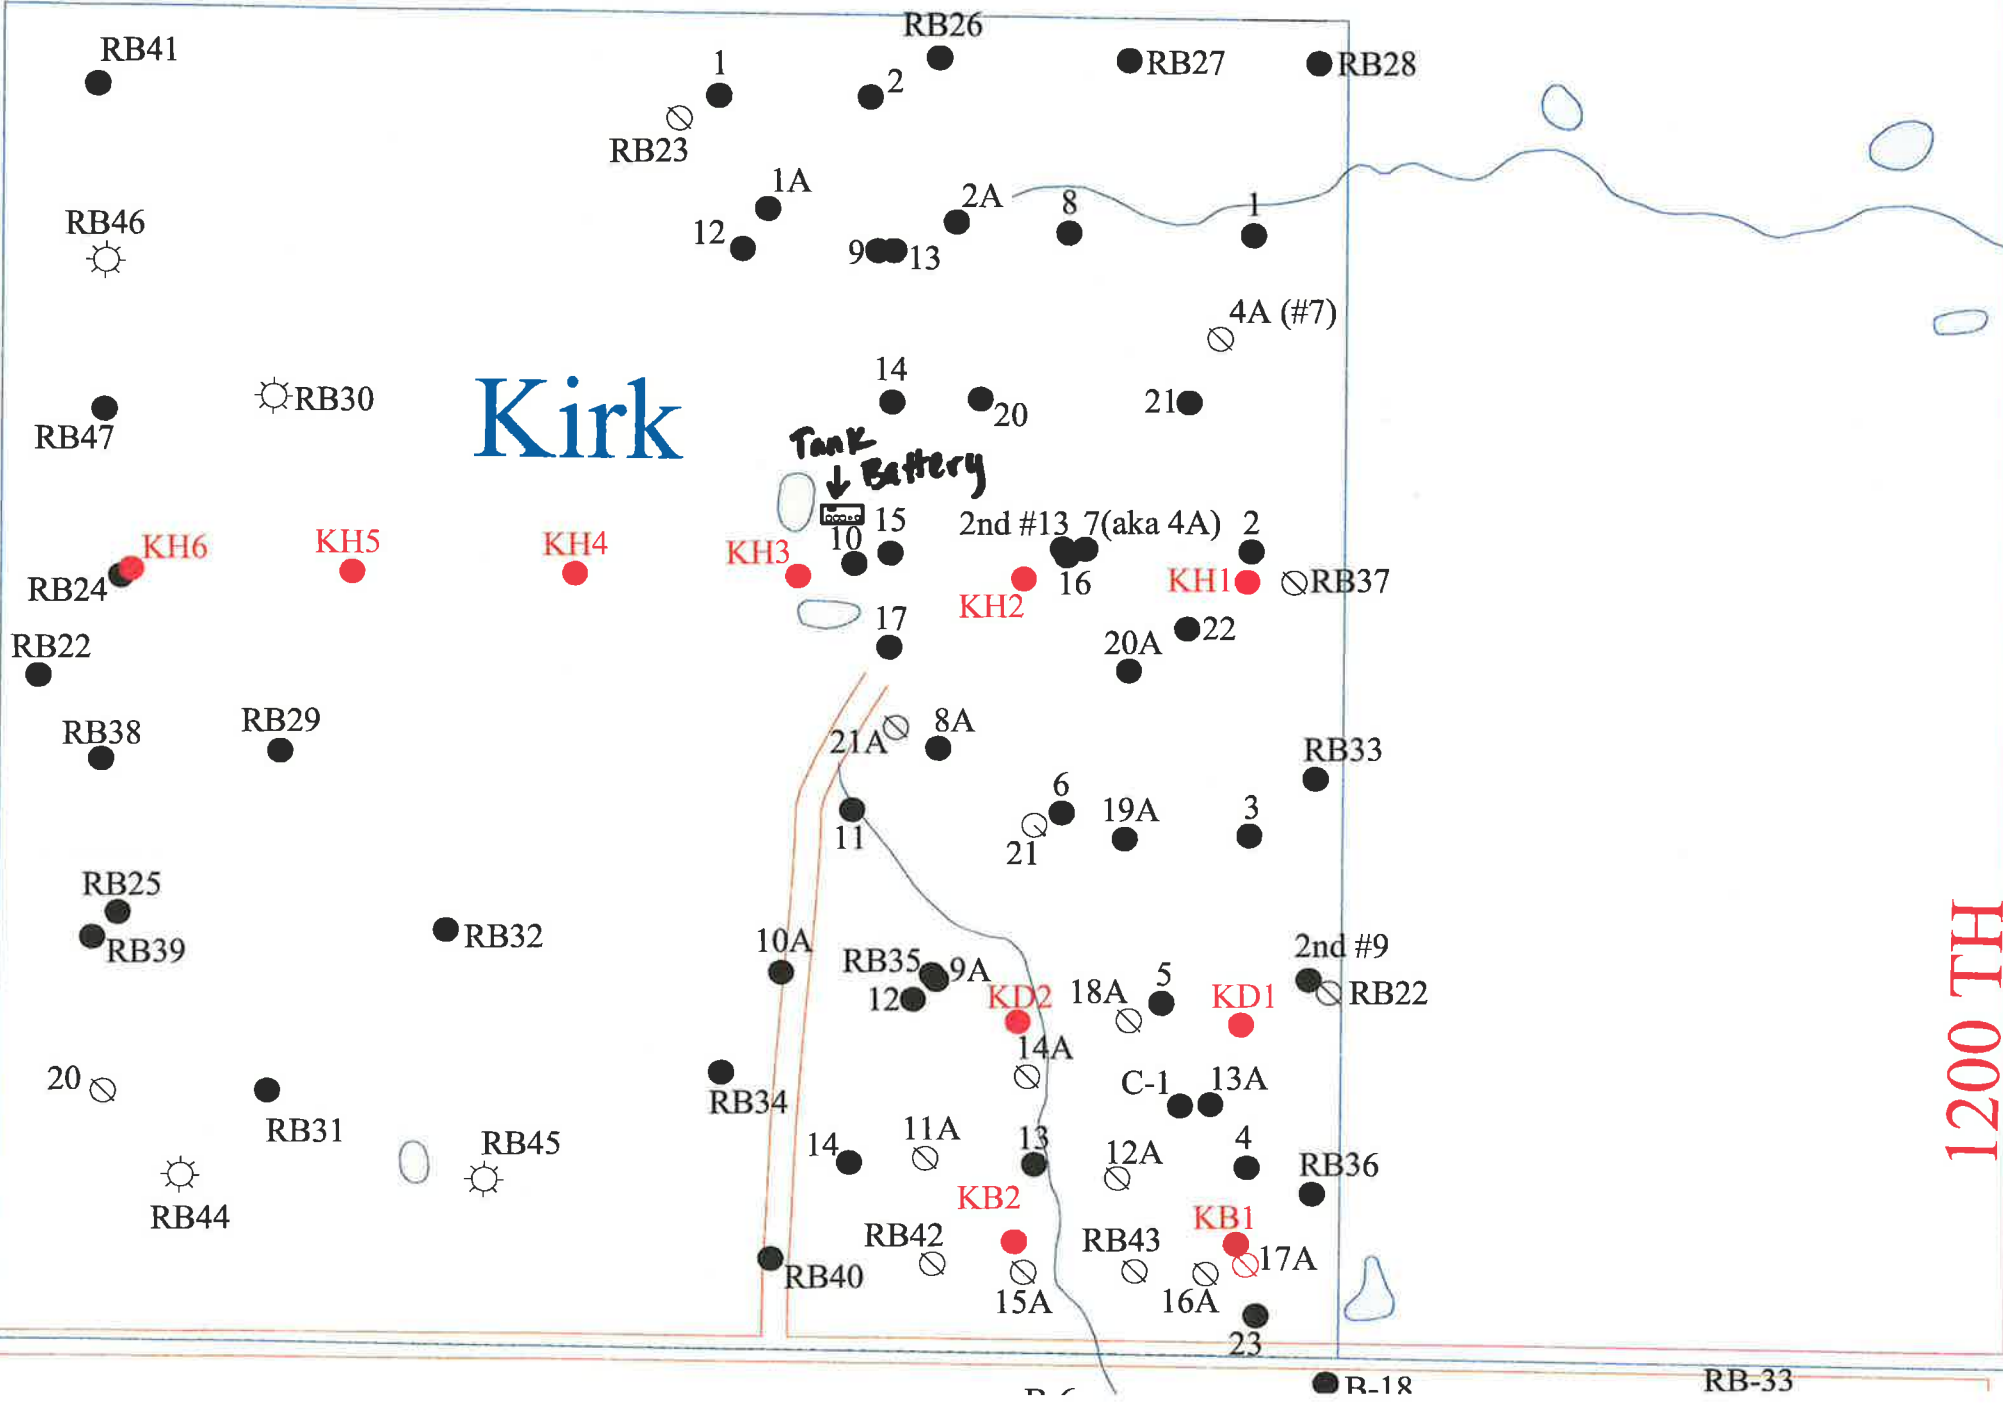 RB26
RB41
1
2
RB27
RB28
RB23
1A
2A
8
1
RB46
12
9
13
4A (#7)
14
RB30
20
21
RB47
Kirk
Tank
Battery
15
2nd #13
7(aka 4A)
2
10
KH6
KH5
KH4
KH3
KH2
16
KH1
RB37
RB24
17
22
RB22
20A
8A
RB38
RB29
21A
RB33
6
19A
3
11
21
RB25
RB39
RB32
10A
RB35
9A
2nd #9
12
KD2
18A
5
KD1
RB22
14A
20
C-1
13A
RB34
RB31
1200 TH
14
11A
13
12A
4
RB45
RB36
RB44
KB2
KB1
RB42
RB43
17A
RB40
15A
16A
23
B-18
RB-33